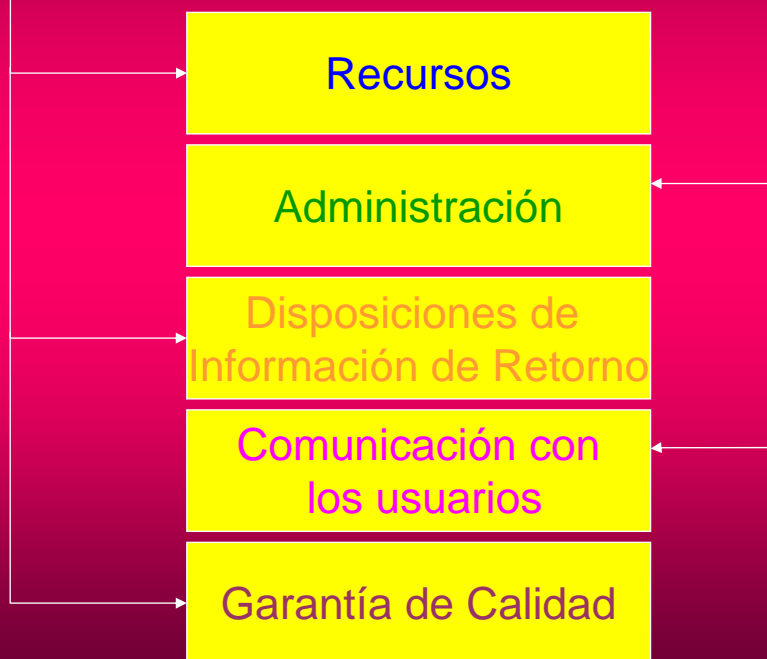 Recursos
Administración
Disposiciones de
Información de Retorno
Comunicación con
los usuarios
Garantía de Calidad